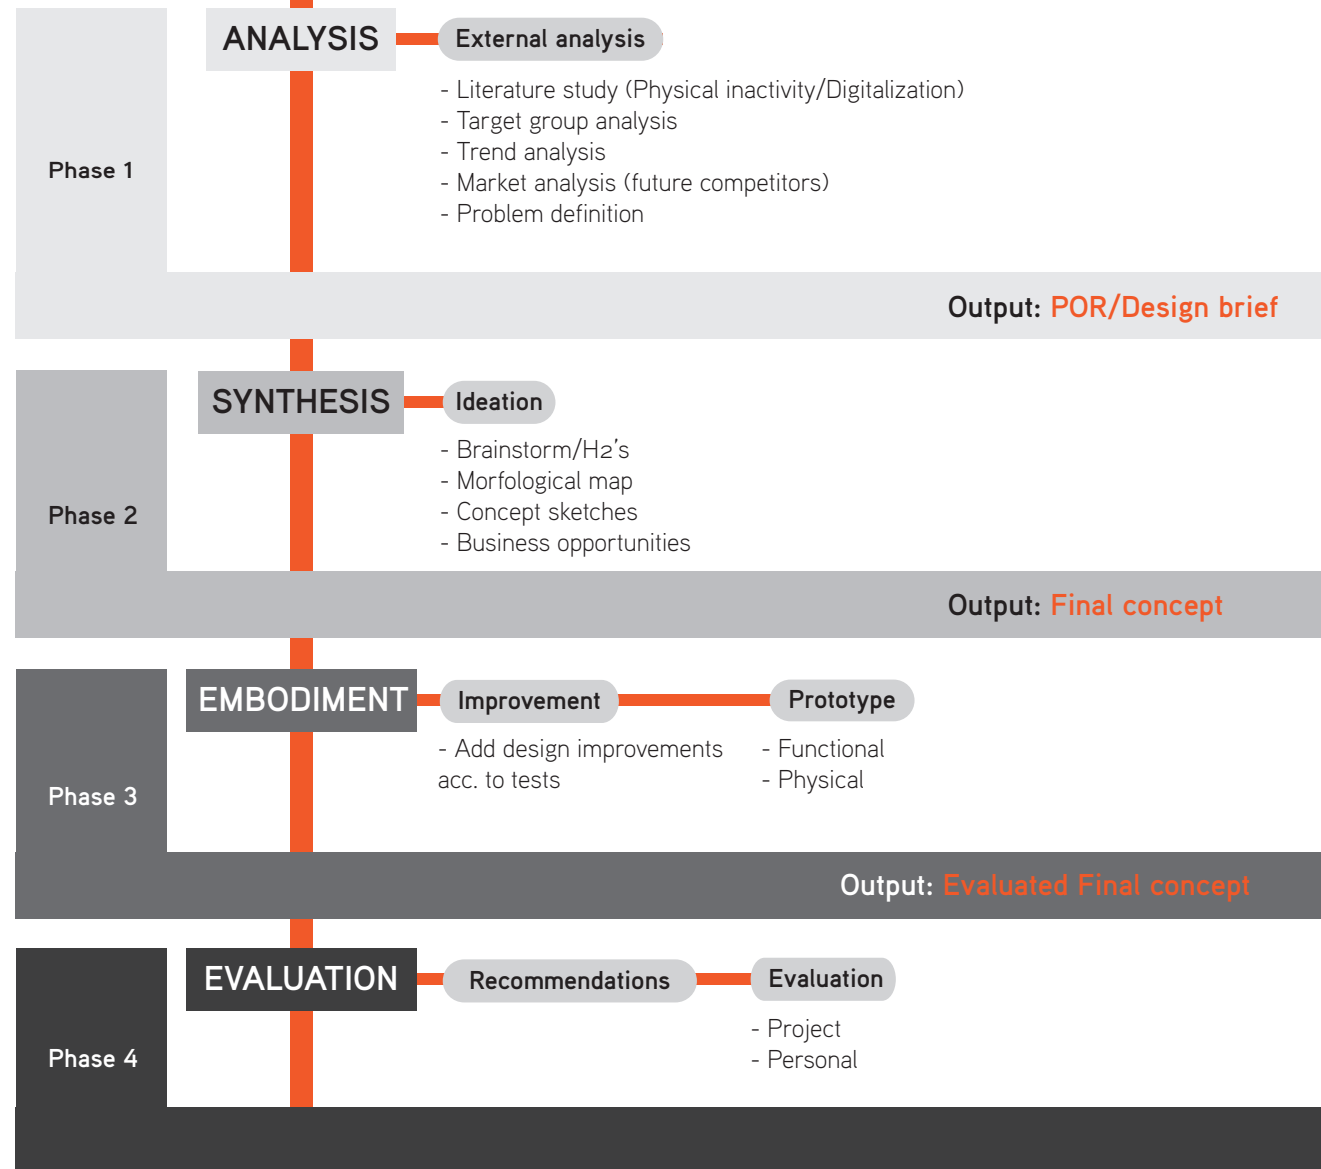 ANALYSIS
External analysis
- Literature study (Physical inactivity/Digitalization)
- Target group analysis
- Trend analysis
- Market analysis (future competitors)
- Problem definition
Phase 1
Output: POR/Design brief
SYNTHESIS
Ideation
- Brainstorm/H2's
- Morfological map
- Concept sketches
- Business opportunities
Phase 2
Output: Final concept
EMBODIMENT
Improvement
- Add design improvements
acc. to tests
Prototype
- Functional
- Physical
Phase 3
Output: Evaluated Final concept
EVALUATION
Recommendations
Evaluation
- Project
- Personal
Phase 4